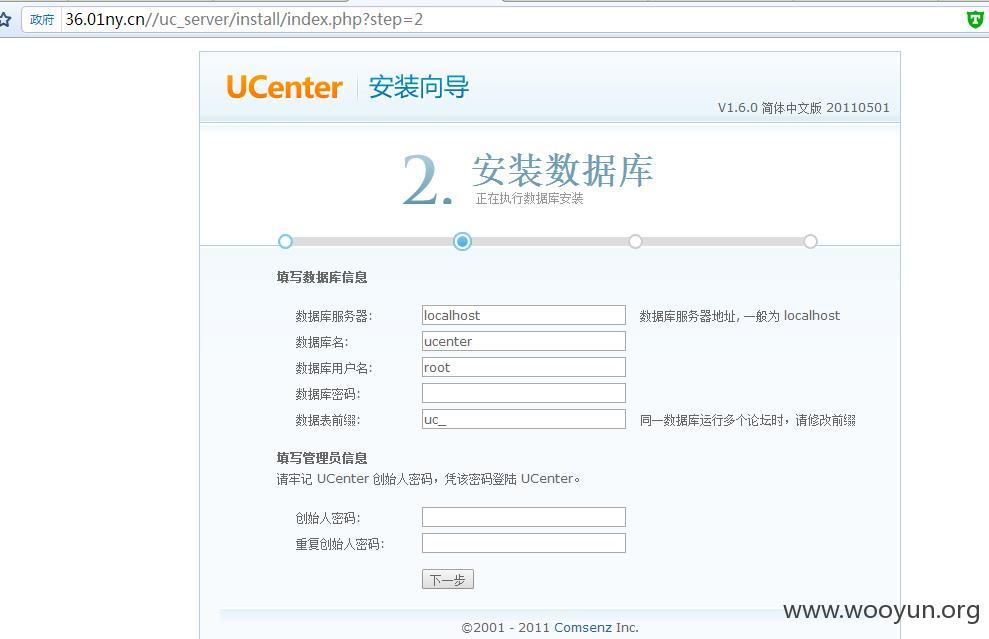 政府 36.01ny.cn//uc_server/install/index.php?step=2
UCenter 安装向导
V1.6.0 简体中文版 20110501
2. 安装数据库
正在执行数据库安装
填写数据库信息
数据库服务器: localhost 数据库服务器地址, 一般为 localhost
数据库名: ucenter
数据库用户名: root
数据库密码:
数据表前缀: uc_ 同一数据库运行多个论坛时，请修改前缀
填写管理员信息
请牢记 UCenter 创始人密码，凭该密码登陆 UCenter。
创始人密码:
重复创始人密码:
下一步
www.wooyun.org
©2001 - 2011 Comsenz Inc.